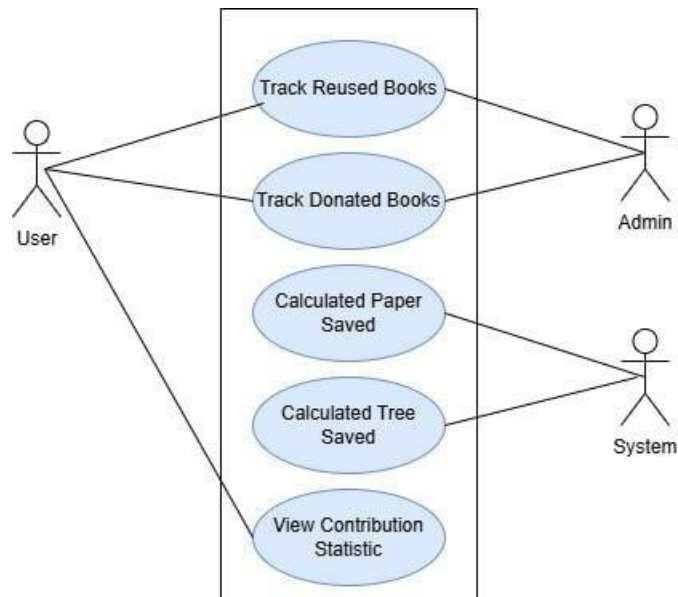 Track Reused Books
User
Track Donated Books
Admin
Calculated Paper
Saved
Calculated Tree
Saved
System
View Contribution
Statistic